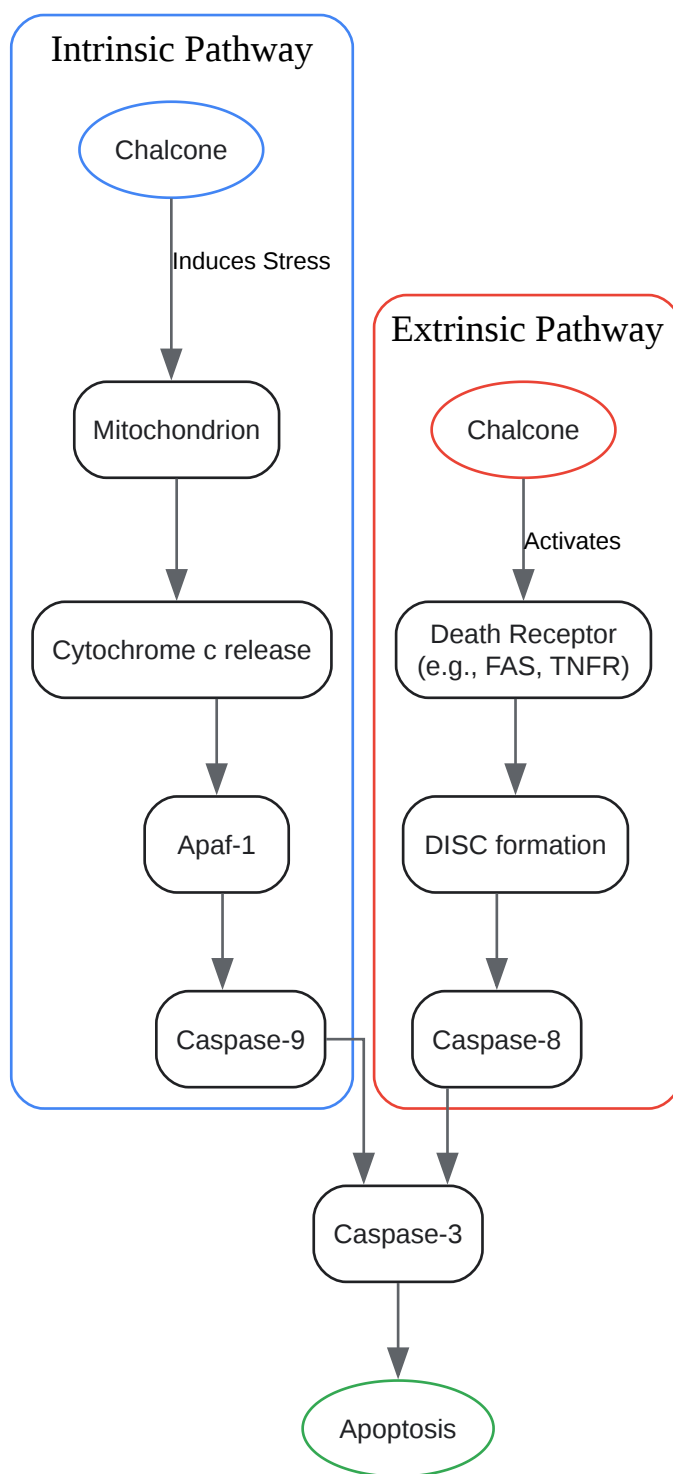 Intrinsic Pathway
Chalcone
Induces Stress
Mitochondrion
Cytochrome c release
Apaf-1
Caspase-9
Extrinsic Pathway
Chalcone
Activates
Death Receptor
(e.g., FAS, TNFR)
DISC formation
Caspase-8
Caspase-3
Apoptosis